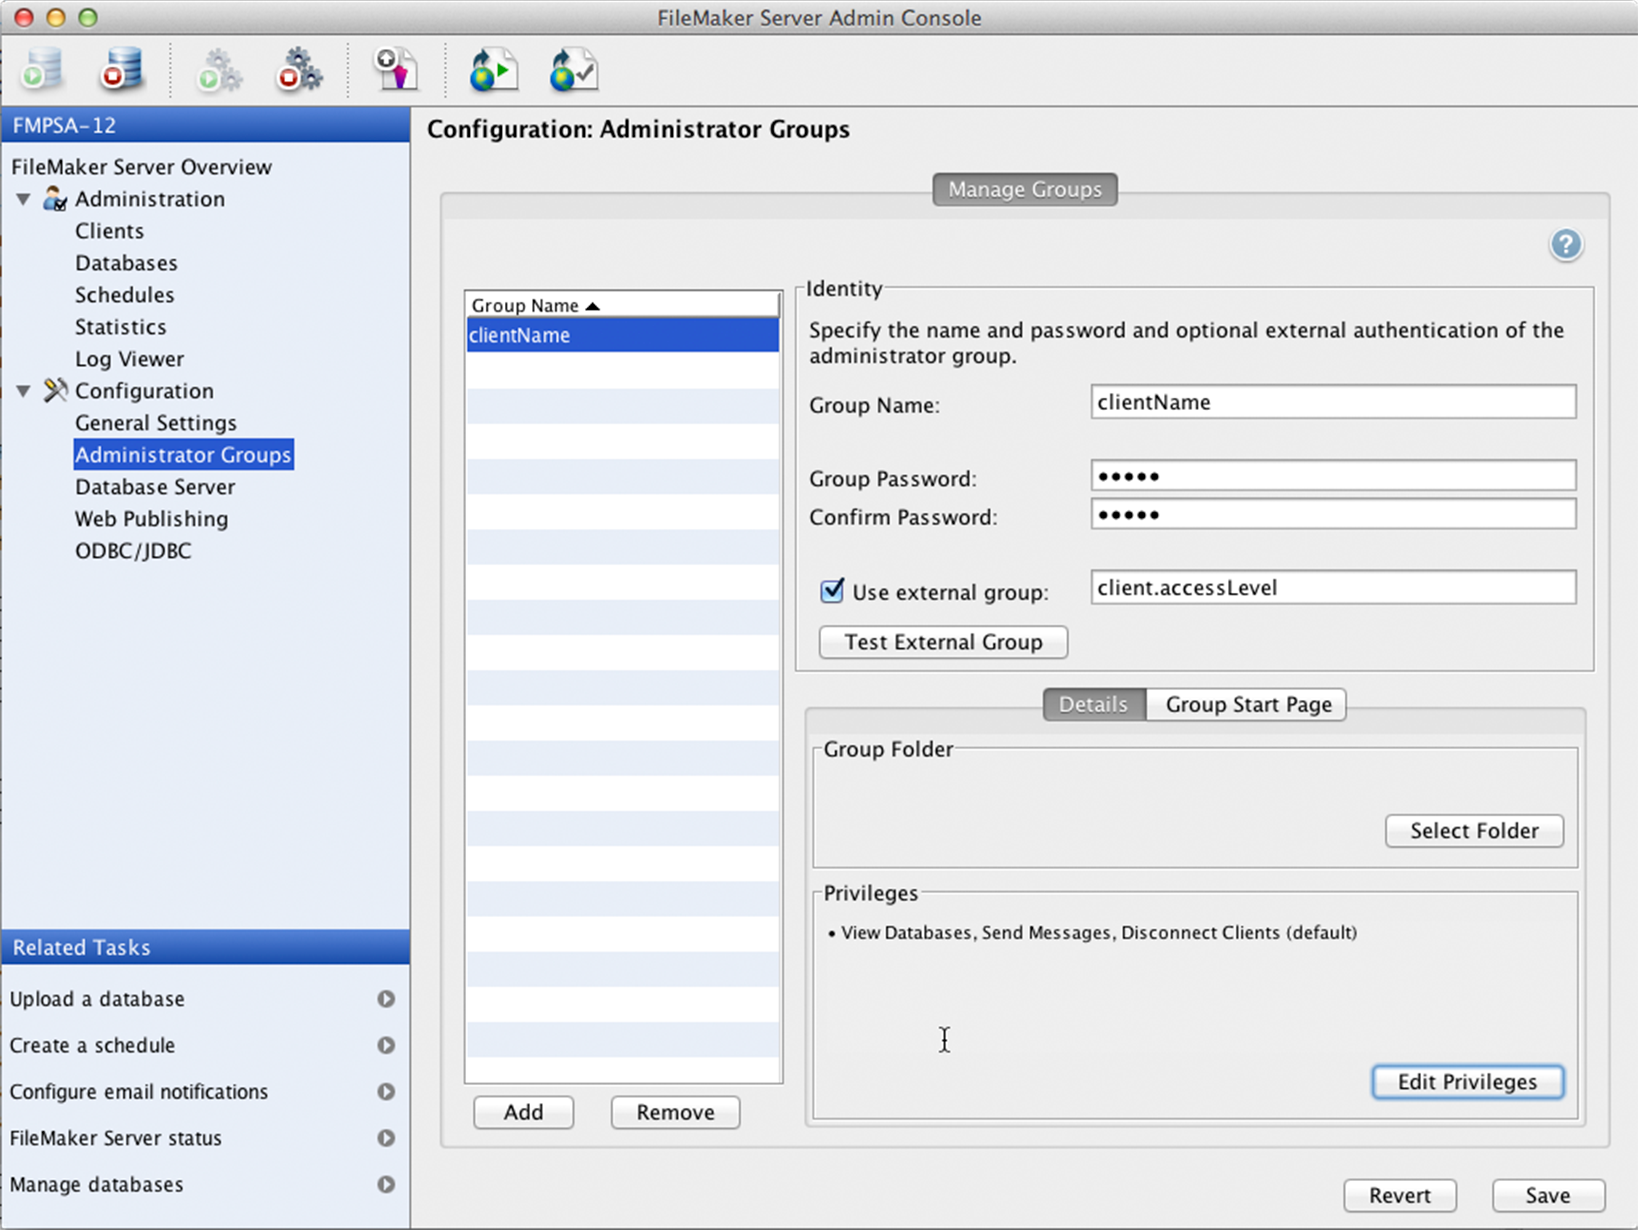 FileMaker Server Admin Console
FMPSA-12
FileMaker Server Overview
Administration
Clients
Databases
Schedules
Statistics
Log Viewer
Configuration
General Settings
Administrator Groups
Database Server
Web Publishing
ODBC/JDBC
Related Tasks
Upload a database
Create a schedule
Configure email notifications
FileMaker Server status
Manage databases
Configuration: Administrator Groups
Manage Groups
?
Group Name
clientName
Add
Remove
Identity
Specify the name and password and optional external authentication of the
administrator group.
Group Name: clientName
Group Password: •••••
Confirm Password: •••••
Use external group: client.accessLevel
Test External Group
Details
Group Start Page
Group Folder
Select Folder
Privileges
• View Databases, Send Messages, Disconnect Clients (default)
Edit Privileges
Revert
Save